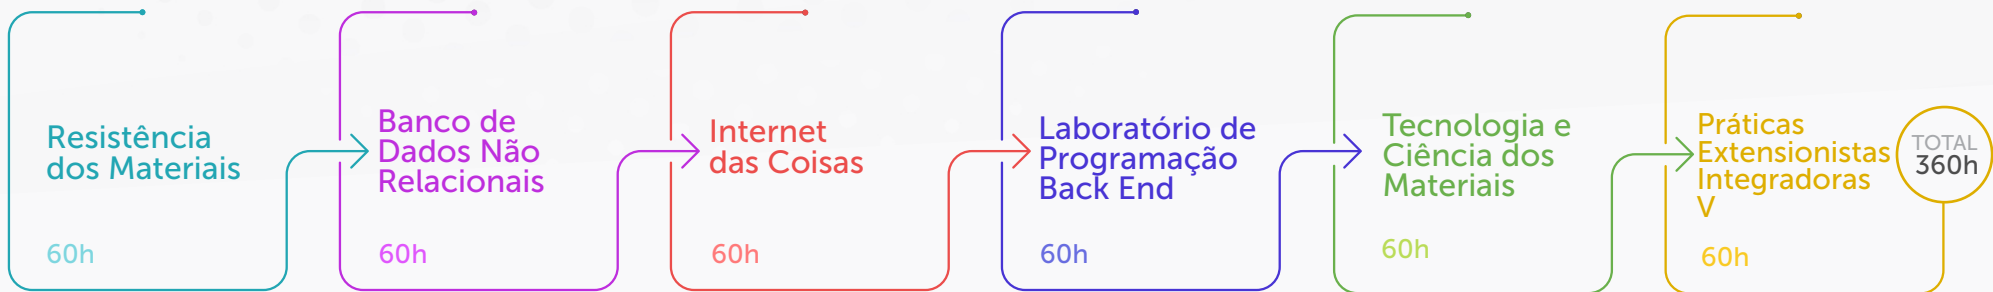 Resistência
dos Materiais
60h
Banco de
Dados Não
Relacionais
60h
Internet
das Coisas
60h
Laboratório de
Programação
Back End
60h
Tecnologia e
Ciência dos
Materiais
60h
Práticas
Extensionistas
Integradoras
V
60h
TOTAL
360h